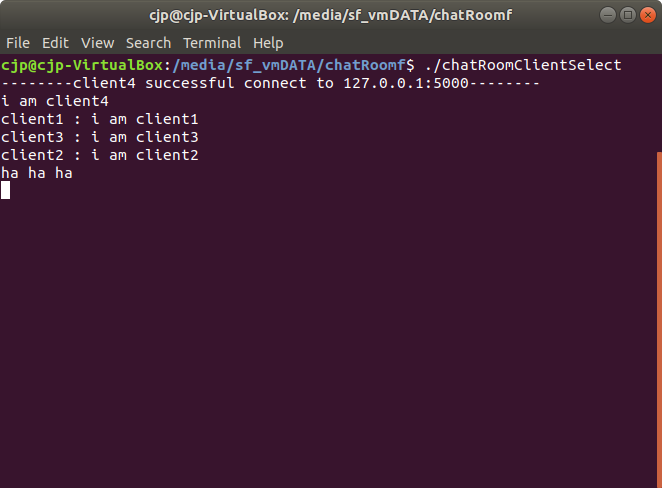 cjp@cjp-VirtualBox: /media/sf_vmDATA/chatRoomf
File Edit View Search Terminal Help
cjp@cjp-VirtualBox:/media/sf_vmDATA/chatRoomf$ ./chatRoomClientSelect
--------client4 successful connect to 127.0.0.1:5000--------
i am client4
client1 : i am client1
client3 : i am client3
client2 : i am client2
ha ha ha